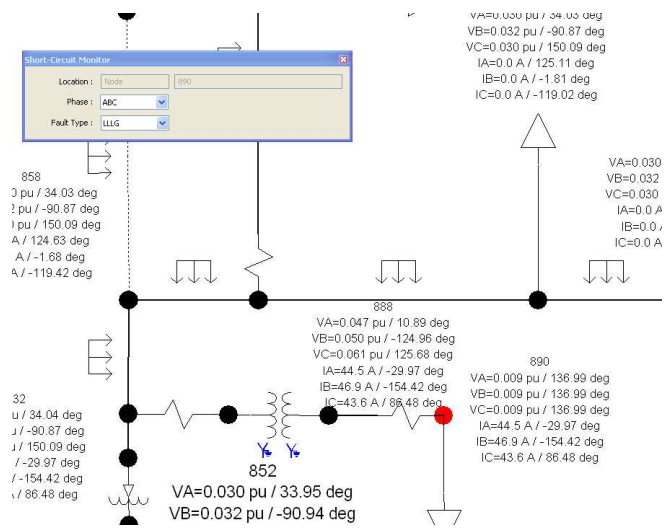 VA=0.030 pu / 34.03 deg
VB=0.032 pu / -90.87 deg
VC=0.030 pu / 150.09 deg
IA=0.0 A / 125.11 deg
IB=0.0 A / -1.81 deg
IC=0.0 A / -119.02 deg
Short-Circuit Monitor
Location : Node 890
Phase : ABC
Fault Type : LLLG
858
0 pu / 34.03 deg
2 pu / -90.87 deg
0 pu / 150.09 deg
A / 124.63 deg
A / -1.68 deg
A / -119.42 deg
VA=0.030
VB=0.032
VC=0.030
IA=0.0 A
IB=0.0
IC=0.0 A
888
VA=0.047 pu / 10.89 deg
VB=0.050 pu / -124.96 deg
VC=0.061 pu / 125.68 deg
IA=44.5 A / -29.97 deg
IB=46.9 A / -154.42 deg
IC=43.6 A / 86.48 deg
890
VA=0.009 pu / 136.99 deg
VB=0.009 pu / 136.99 deg
VC=0.009 pu / 136.99 deg
IA=44.5 A / -29.97 deg
IB=46.9 A / -154.42 deg
IC=43.6 A / 86.48 deg
32
/ 34.04 deg
/ -90.87 deg
/ 150.09 deg
/ -29.97 deg
/ -154.42 deg
/ 86.48 deg
852
VA=0.030 pu / 33.95 deg
VB=0.032 pu / -90.94 deg